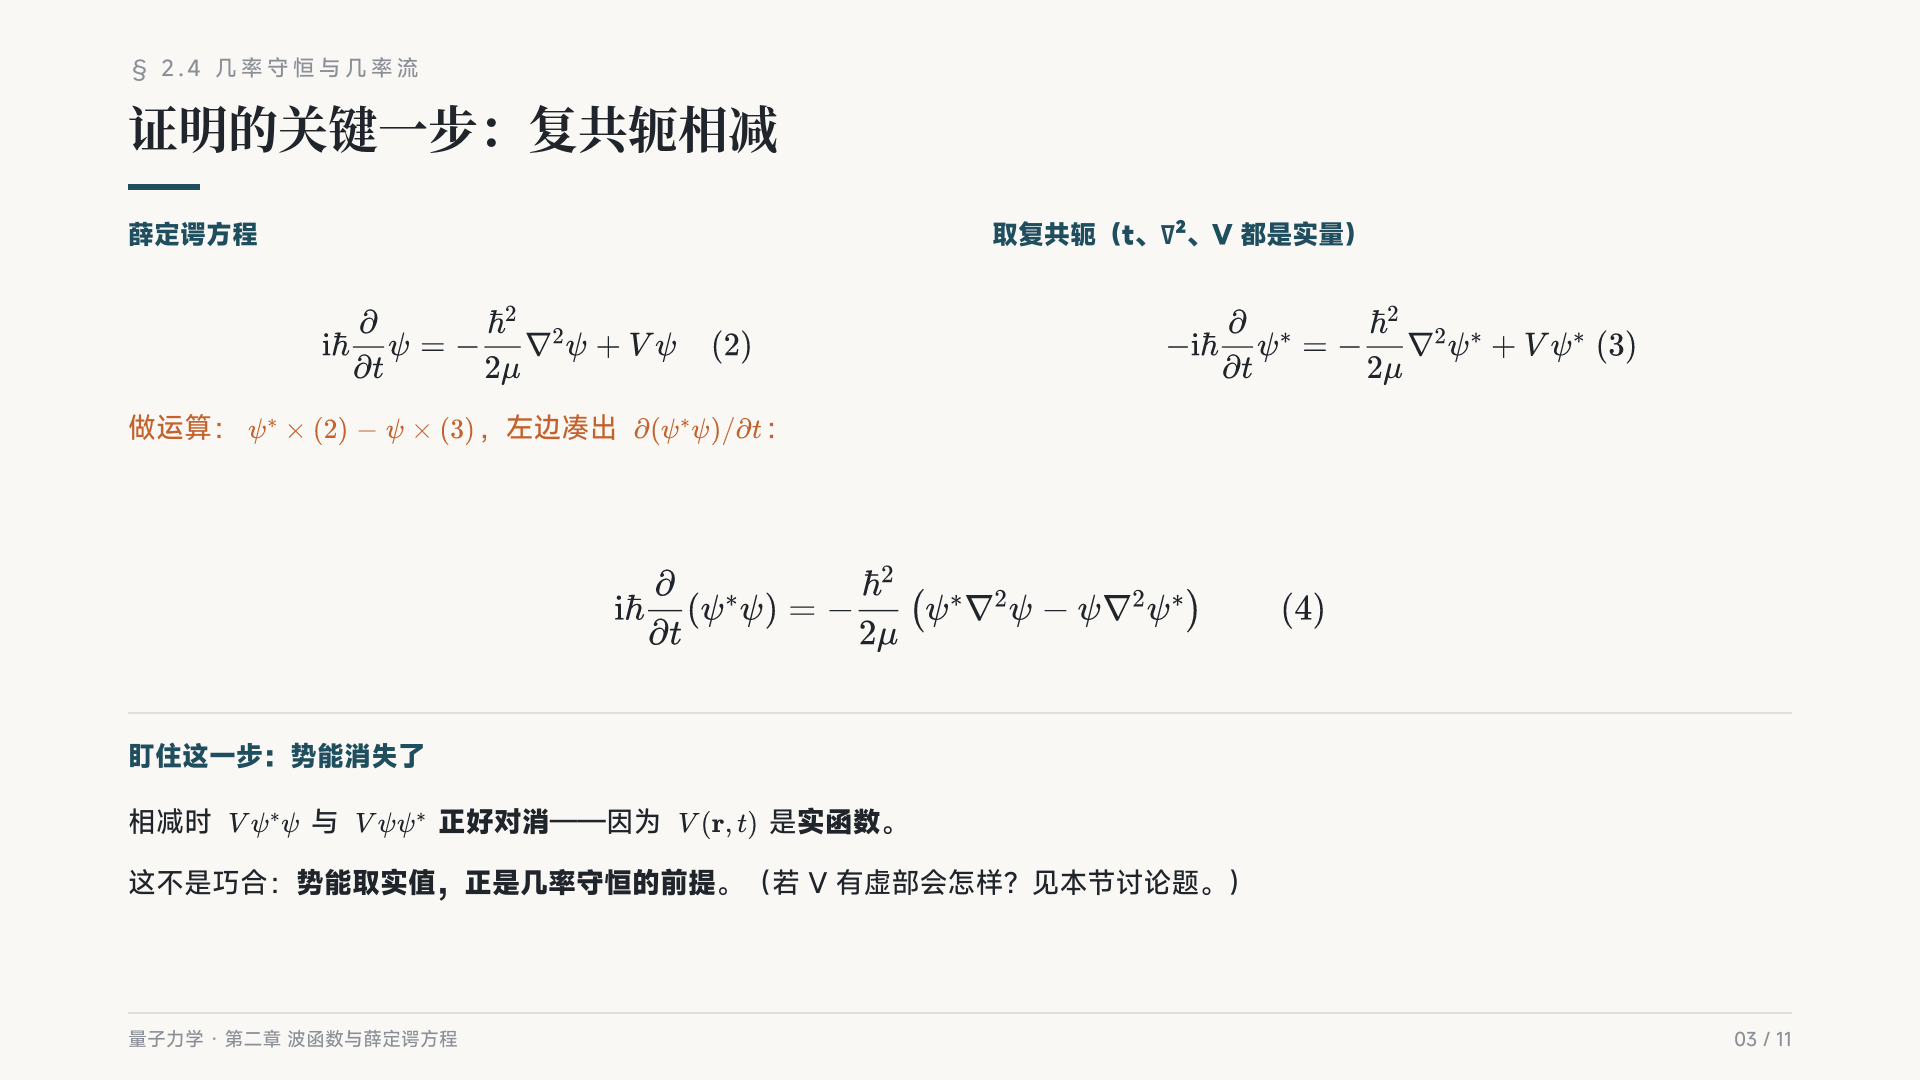 § 2.4 几率守恒与几率流
证明的关键一步：复共轭相减
薛定谔方程
取复共轭（t、∇²、V 都是实量）
iħ ∂/∂t ψ = −ħ²/2μ ∇²ψ + Vψ (2)
−iħ ∂/∂t ψ* = −ħ²/2μ ∇²ψ* + Vψ* (3)
做运算： ψ* × (2) − ψ × (3)，左边凑出 ∂(ψ*ψ)/∂t：
iħ ∂/∂t (ψ*ψ) = −ħ²/2μ (ψ*∇²ψ − ψ∇²ψ*) (4)
盯住这一步：势能消失了
相减时 Vψ*ψ 与 Vψψ* 正好对消——因为 V(r, t) 是实函数。
这不是巧合：势能取实值，正是几率守恒的前提。（若 V 有虚部会怎样？见本节讨论题。）
量子力学 · 第二章 波函数与薛定谔方程
03 / 11